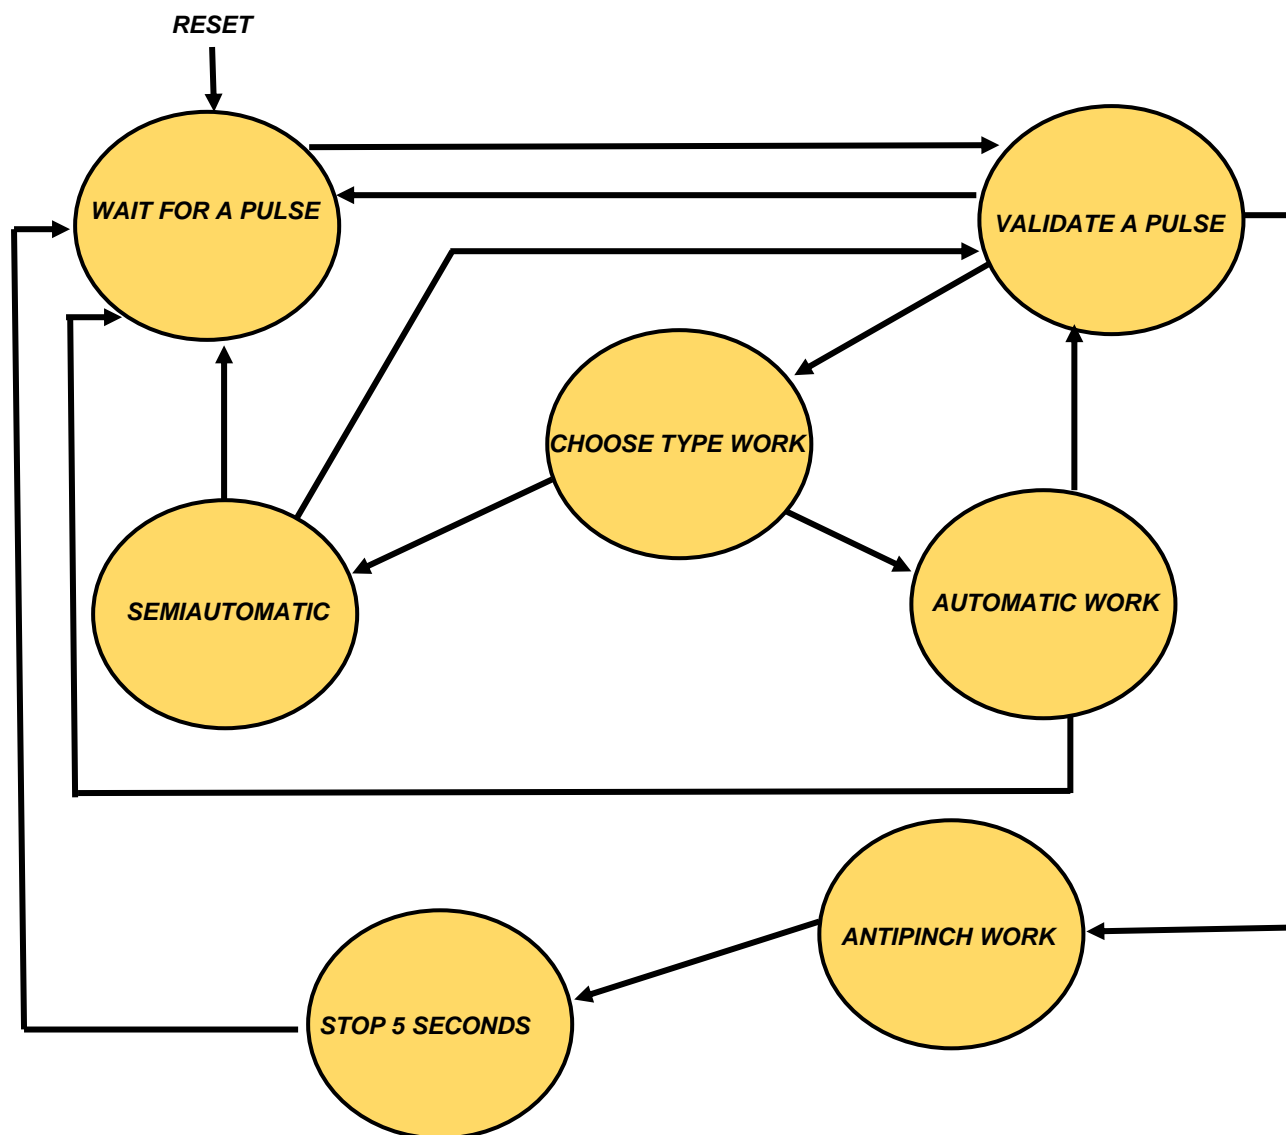 RESET
WAIT FOR A PULSE
VALIDATE A PULSE
CHOOSE TYPE WORK
SEMIAUTOMATIC
AUTOMATIC WORK
ANTIPINCH WORK
STOP 5 SECONDS